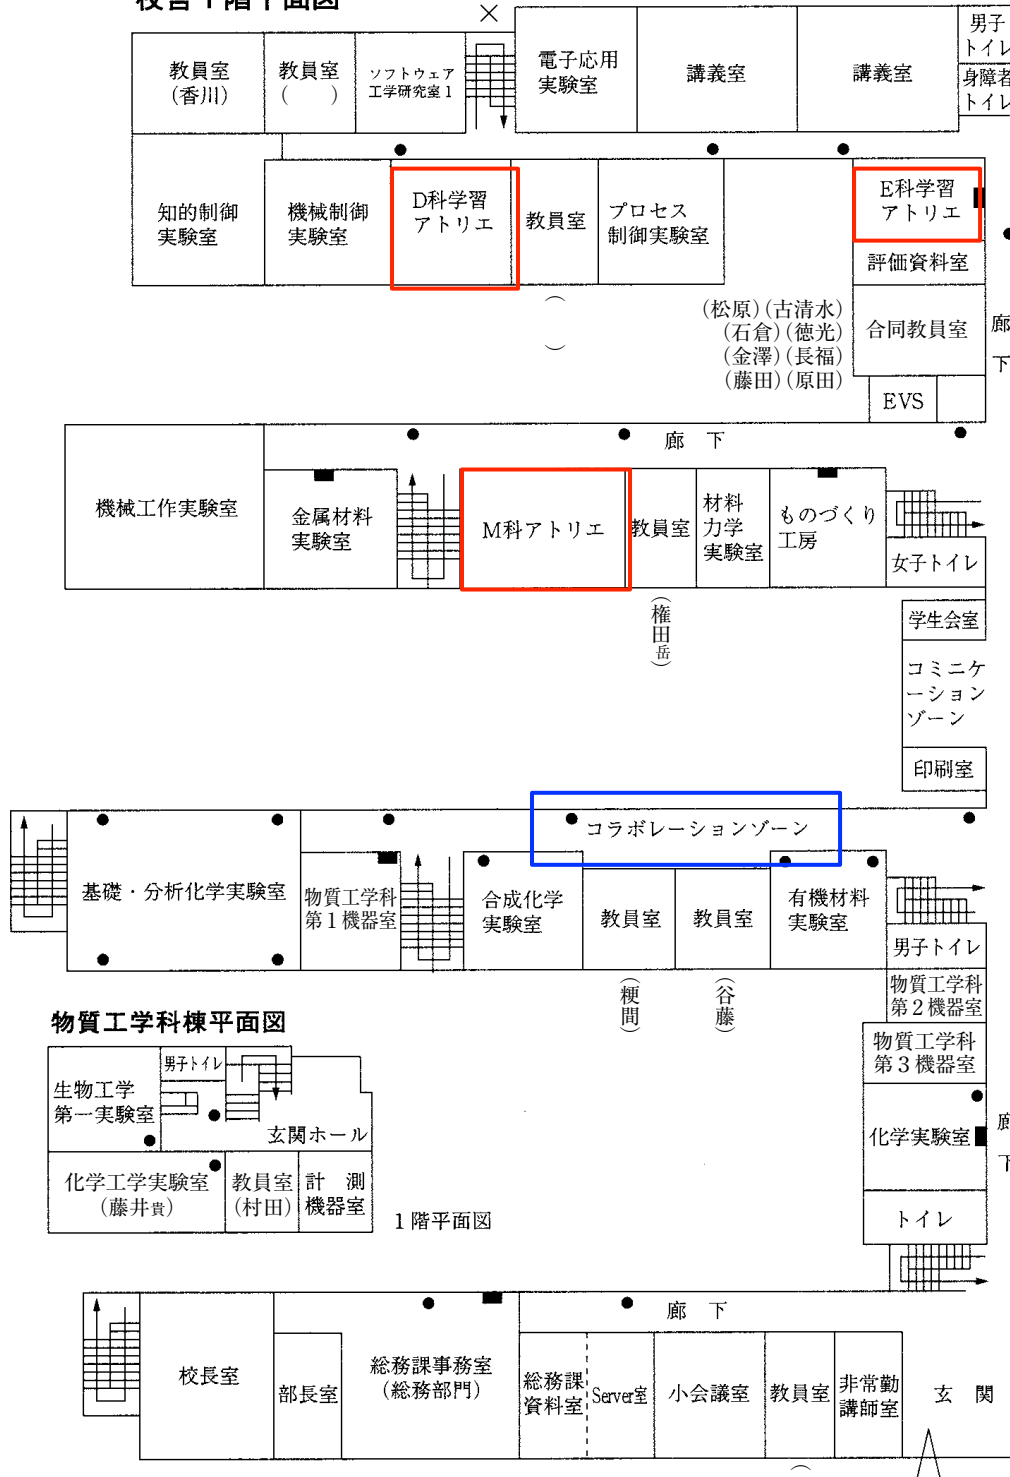 校舎1階平面図
男子
トイレ
身障者
トイレ
教員室
(香川)
教員室
(　　)
ソフトウェア
工学研究室1
電子応用
実験室
講義室
講義室
知的制御
実験室
機械制御
実験室
D科学習
アトリエ
教員室
(　　)
プロセス
制御実験室
E科学習
アトリエ
評価資料室
(松原)(古清水)
(石倉)(徳光)
(金澤)(長福)
(藤田)(原田)
合同教員室
廊下
EVS
廊　下
機械工作実験室
金属材料
実験室
M科アトリエ
教員室
(権田岳)
材料
力学
実験室
ものづくり
工房
女子トイレ
学生会室
コミニケ
ーション
ゾーン
印刷室
コラボレーションゾーン
基礎・分析化学実験室
物質工学科
第1機器室
合成化学
実験室
教員室
(粳間)
教員室
(谷藤)
有機材料
実験室
男子トイレ
物質工学科
第2機器室
物質工学科
第3機器室
化学実験室
廊下
トイレ
物質工学科棟平面図
生物工学
第一実験室
男子トイレ
玄関ホール
化学工学実験室
(藤井貴)
教員室
(村田)
計　測
機器室
1階平面図
廊　下
校長室
部長室
総務課事務室
(総務部門)
総務課
資料室
Server室
小会議室
教員室
非常勤
講師室
玄　関